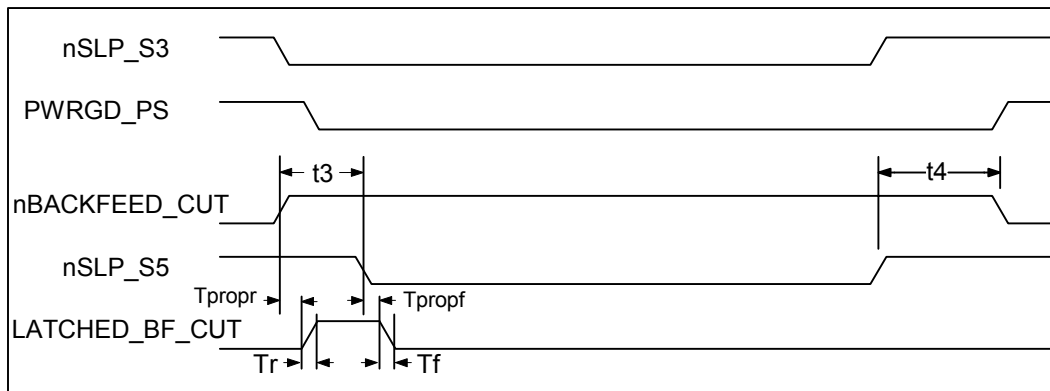 nSLP_S3
PWRGD_PS
t3
t4
nBACKFEED_CUT
nSLP_S5
Tpropr
Tpropf
LATCHED_BF_CUT
Tr
Tf